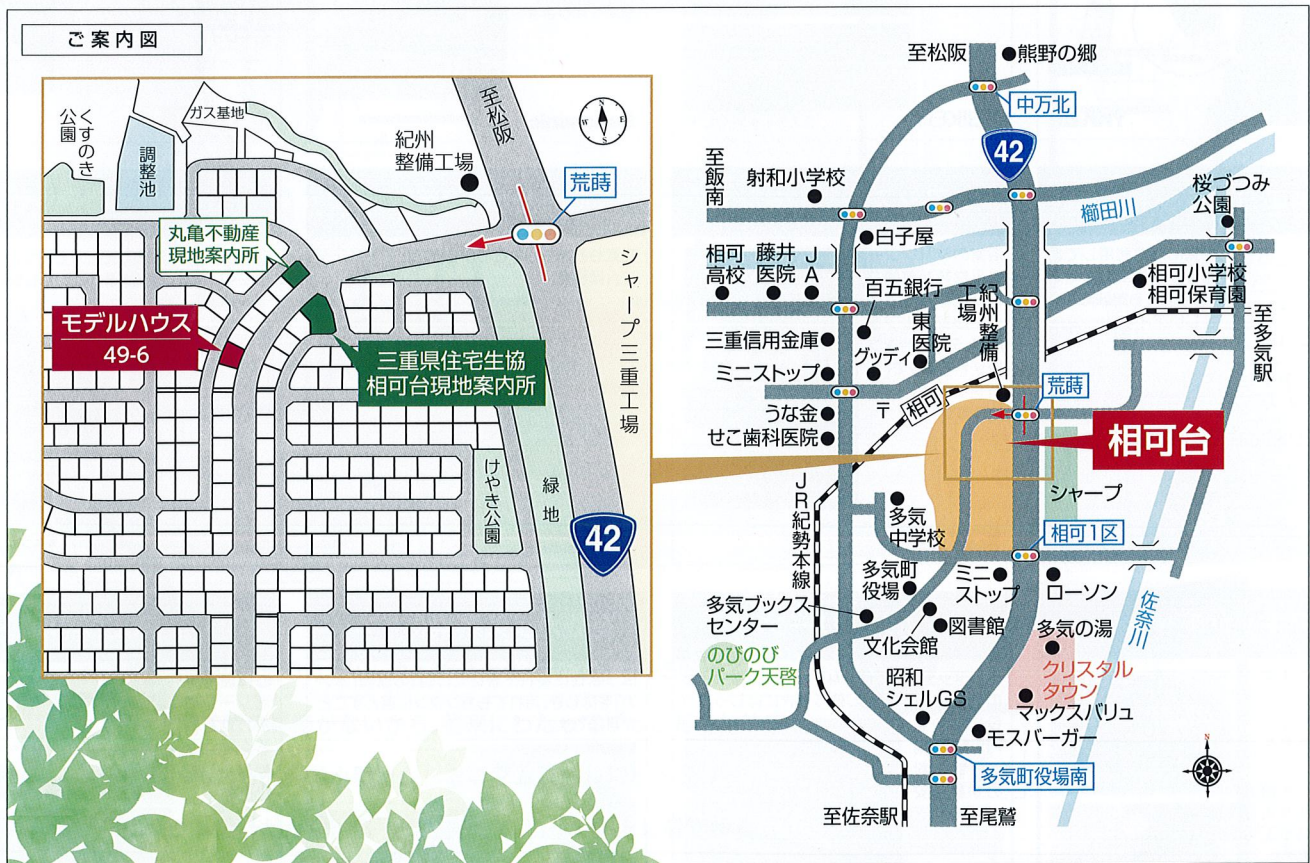 ご案内図
ガス基地
くすのき
公園
調整池
紀州
整備工場
至松阪
荒蒔
N
E
S
W
丸亀不動産
現地案内所
モデルハウス
49-6
三重県住宅生協
相可台現地案内所
シャープ三重工場
けやき公園
緑地
42
至松阪
熊野の郷
中万北
42
至飯南
射和小学校
櫛田川
桜づつみ
公園
白子屋
相可
高校
藤井
医院
JA
百五銀行
紀州整備
工場
相可小学校
相可保育園
至多気駅
三重信用金庫
東
医院
グッディ
ミニストップ
〒
相可
荒蒔
うな金
せこ歯科医院
相可台
JR紀勢本線
シャープ
多気
中学校
相可1区
多気町
役場
ミニ
ストップ
ローソン
佐奈川
多気ブックス
センター
文化会館
図書館
多気の湯
のびのび
パーク天啓
クリスタル
タウン
昭和
シェルGS
マックスバリュ
モスバーガー
多気町役場南
至佐奈駅
至尾鷲
N